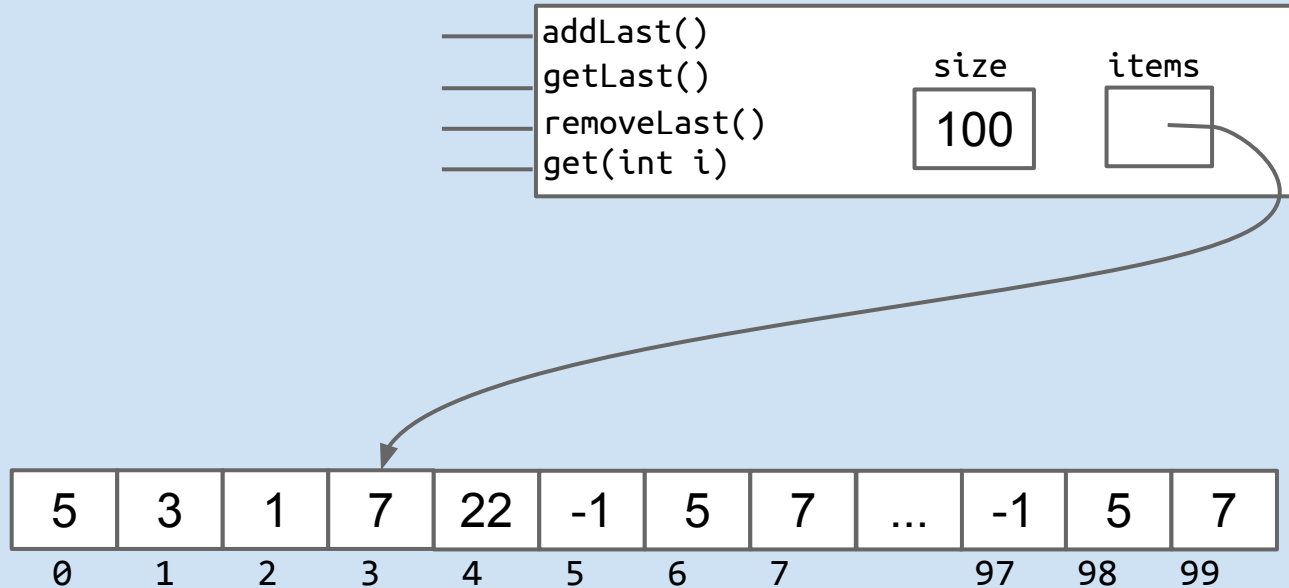 addLast()
getLast()
removeLast()
get(int i)
size
items
100
5 3 1 7 22 -1 5 7 ... -1 5 7
0 1 2 3 4 5 6 7 97 98 99